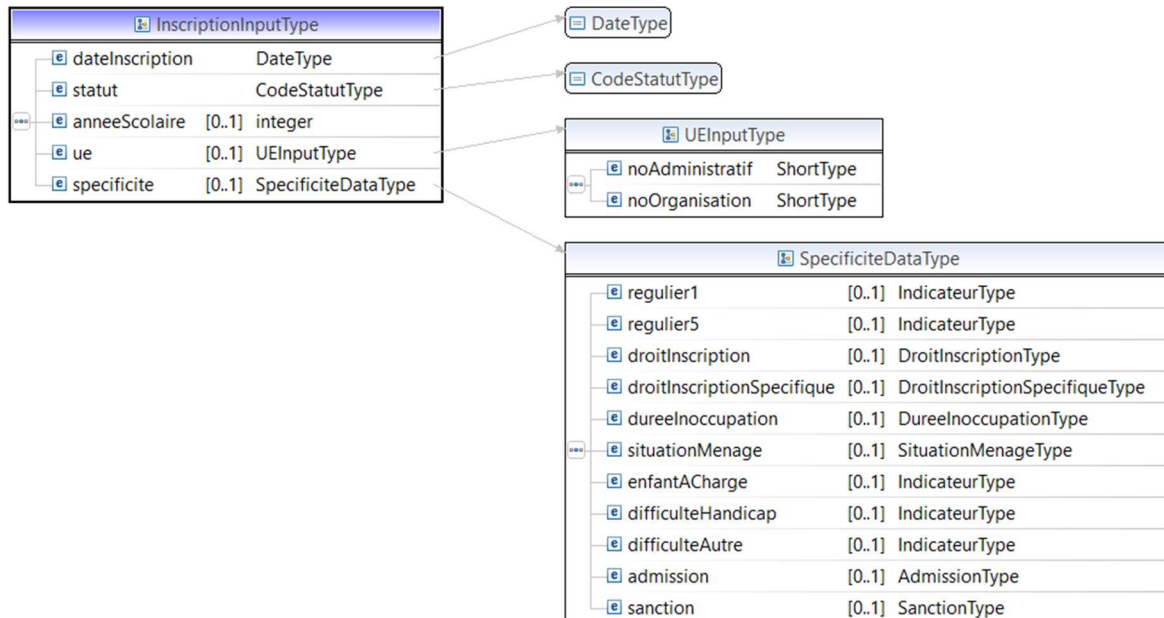 InscriptionInputType
dateInscription DateType
statut CodeStatutType
anneeScolaire [0..1] integer
ue [0..1] UEInputType
specificite [0..1] SpecificiteDataType
DateType
CodeStatutType
UEInputType
noAdministratif ShortType
noOrganisation ShortType
SpecificiteDataType
regulier1 [0..1] IndicateurType
regulier5 [0..1] IndicateurType
droitInscription [0..1] DroitInscriptionType
droitInscriptionSpecifique [0..1] DroitInscriptionSpecifiqueType
dureeInoccupation [0..1] DureeInoccupationType
situationMenage [0..1] SituationMenageType
enfantACharge [0..1] IndicateurType
difficulteHandicap [0..1] IndicateurType
difficulteAutre [0..1] IndicateurType
admission [0..1] AdmissionType
sanction [0..1] SanctionType